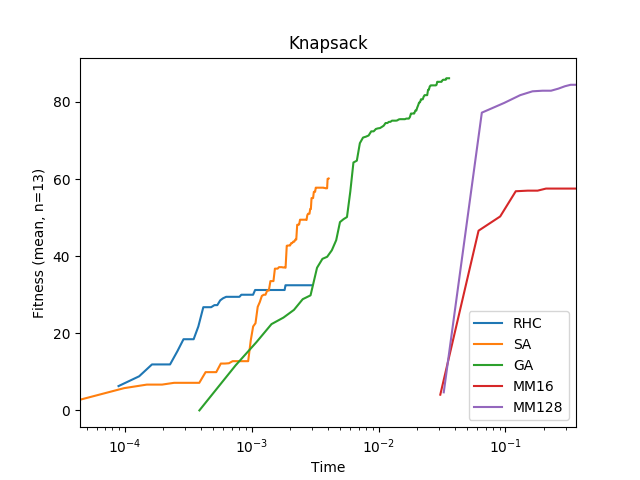 Knapsack
Fitness (mean, n=13)
80
60
40
20
0
10⁻⁴
10⁻³
10⁻²
10⁻¹
Time
RHC
SA
GA
MM16
MM128